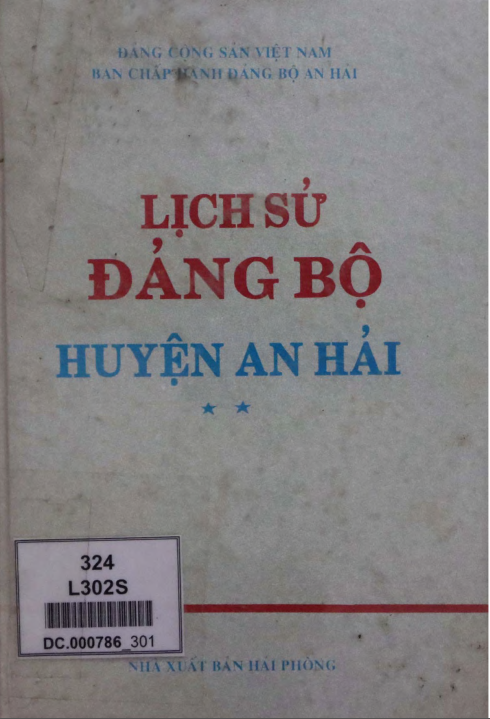 ĐẢNG CỘNG SẢN VIỆT NAM
BAN CHẤP HÀNH ĐẢNG BỘ AN HẢI
LỊCH SỬ
ĐẢNG BỘ
HUYỆN AN HẢI
★ ★
324
L302S
DC.000786_301
NHÀ XUẤT BẢN HẢI PHÒNG